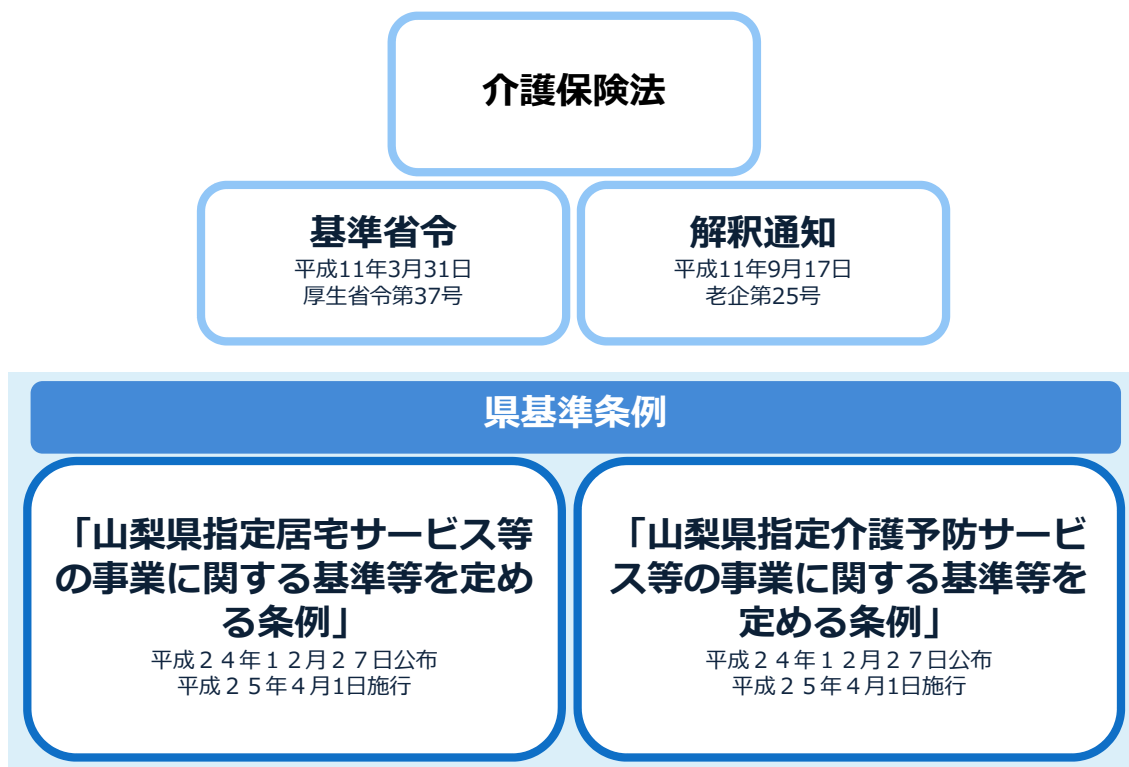 介護保険法
基準省令
平成11年3月31日
厚生省令第37号
解釈通知
平成11年9月17日
老企第25号
県基準条例
「山梨県指定居宅サービス等
の事業に関する基準等を定め
る条例」
平成２４年１２月２７日公布
平成２５年４月1日施行
「山梨県指定介護予防サービ
ス等の事業に関する基準等を
定める条例」
平成２４年１２月２７日公布
平成２５年４月1日施行